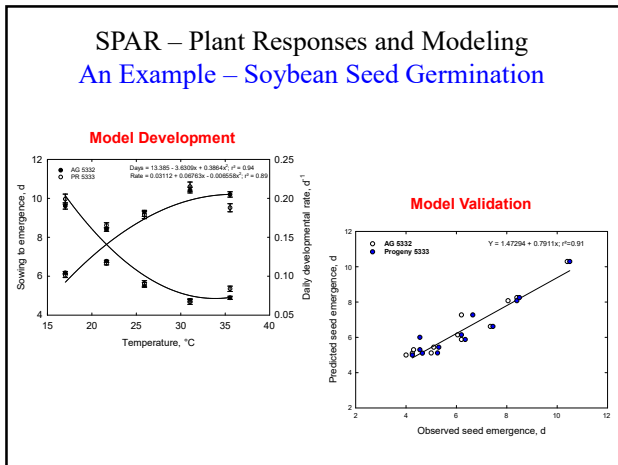 SPAR – Plant Responses and Modeling
An Example – Soybean Seed Germination
Model Development
AG 5332
PR 5333
Days = 13.385 - 3.6309x + 0.3864x²; r² = 0.94
Rate = 0.03112 + 0.06763x - 0.006558x²; r² = 0.89
12
10
8
6
4
Sowing to emergence, d
0.25
0.20
0.15
0.10
0.05
Daily developmental rate, d⁻¹
15 20 25 30 35 40
Temperature, °C
Model Validation
AG 5332
Progeny 5333
Y = 1.47294 + 0.7911x; r²=0.91
12
10
8
6
4
2
Predicted seed emergence, d
2 4 6 8 10 12
Observed seed emergence, d